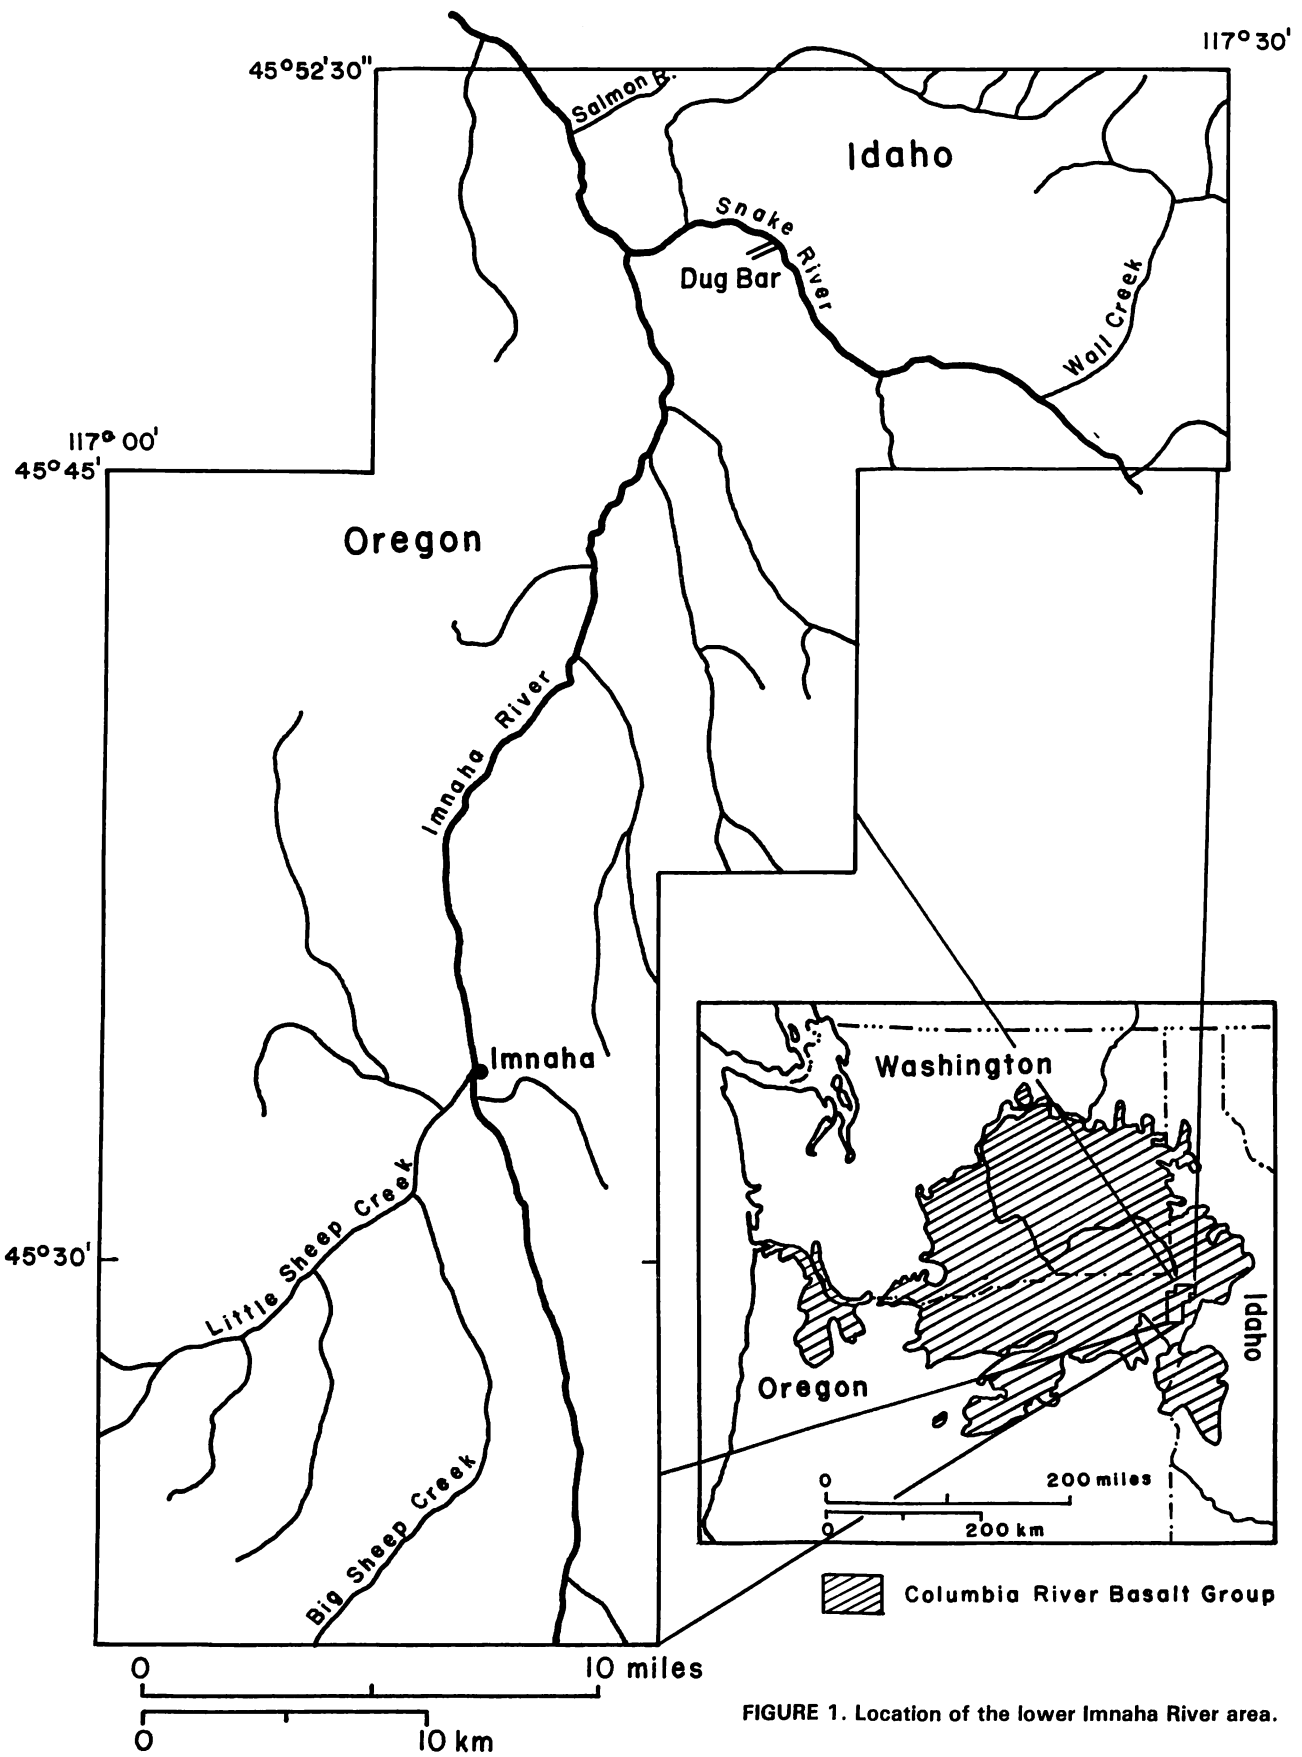 117°30'
45°52'30"
Salmon R.
Idaho
Snake River
Dug Bar
Wall Creek
117° 00'
45°45'
Oregon
Imnaha River
Imnaha
Washington
Little Sheep Creek
45°30'
Idaho
Oregon
Big Sheep Creek
0 200 miles
0 200 km
Columbia River Basalt Group
0 10 miles
0 10 km
FIGURE 1. Location of the lower Imnaha River area.